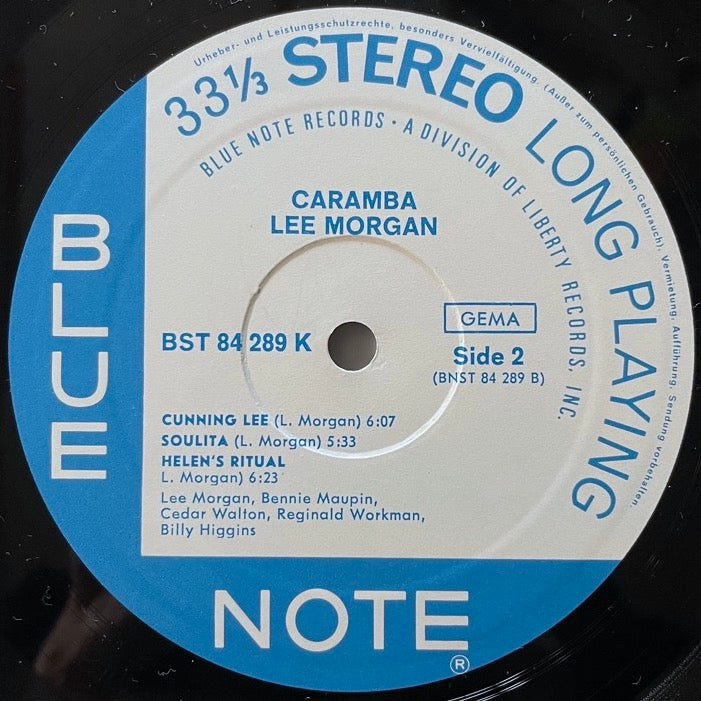 Urheber- und Leistungsschutzrechte, besonders Vervielfältigung, (Außer zum persönlichen Gebrauch), Vermietung, Aufführung, Sendung vorbehalten.
33⅓ STEREO LONG PLAYING
BLUE NOTE RECORDS • A DIVISION OF LIBERTY RECORDS, INC.
CARAMBA
LEE MORGAN
BLUE
GEMA
BST 84 289 K
Side 2
(BNST 84 289 B)
CUNNING LEE (L. Morgan) 6:07
SOULITA (L. Morgan) 5:33
HELEN'S RITUAL
L. Morgan) 6:23
Lee Morgan, Bennie Maupin,
Cedar Walton, Reginald Workman,
Billy Higgins
NOTE
®